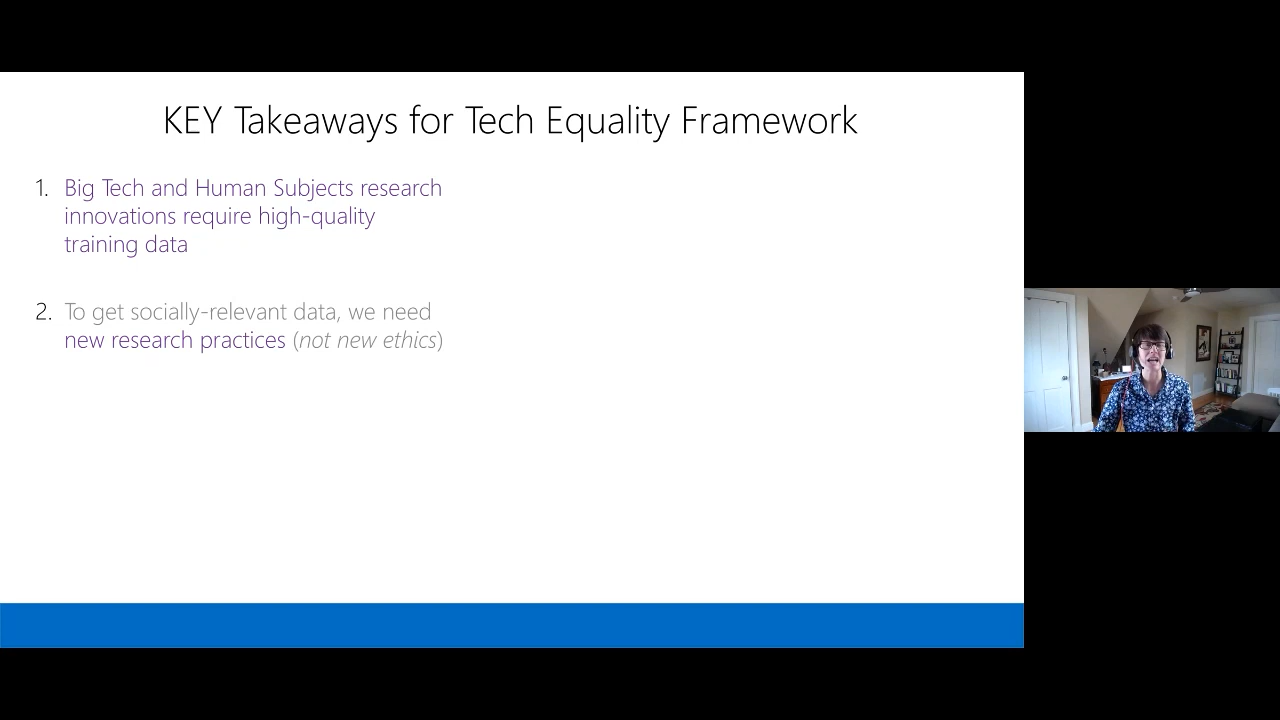 KEY Takeaways for Tech Equality Framework
1. Big Tech and Human Subjects research
innovations require high-quality
training data
2. To get socially-relevant data, we need
new research practices (not new ethics)